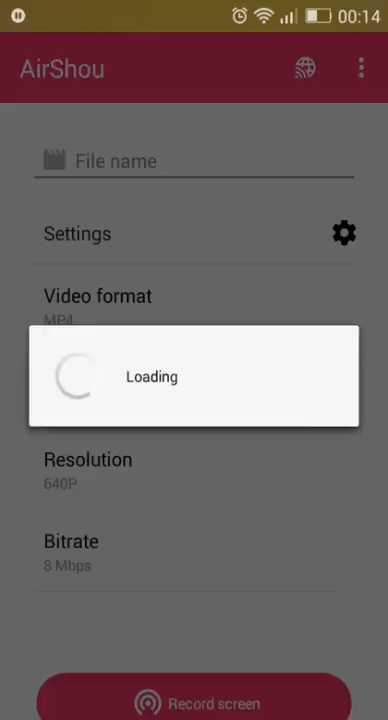 00:14
AirShou
File name
Settings
Video format
MP4
Loading
Resolution
640P
Bitrate
8 Mbps
Record screen